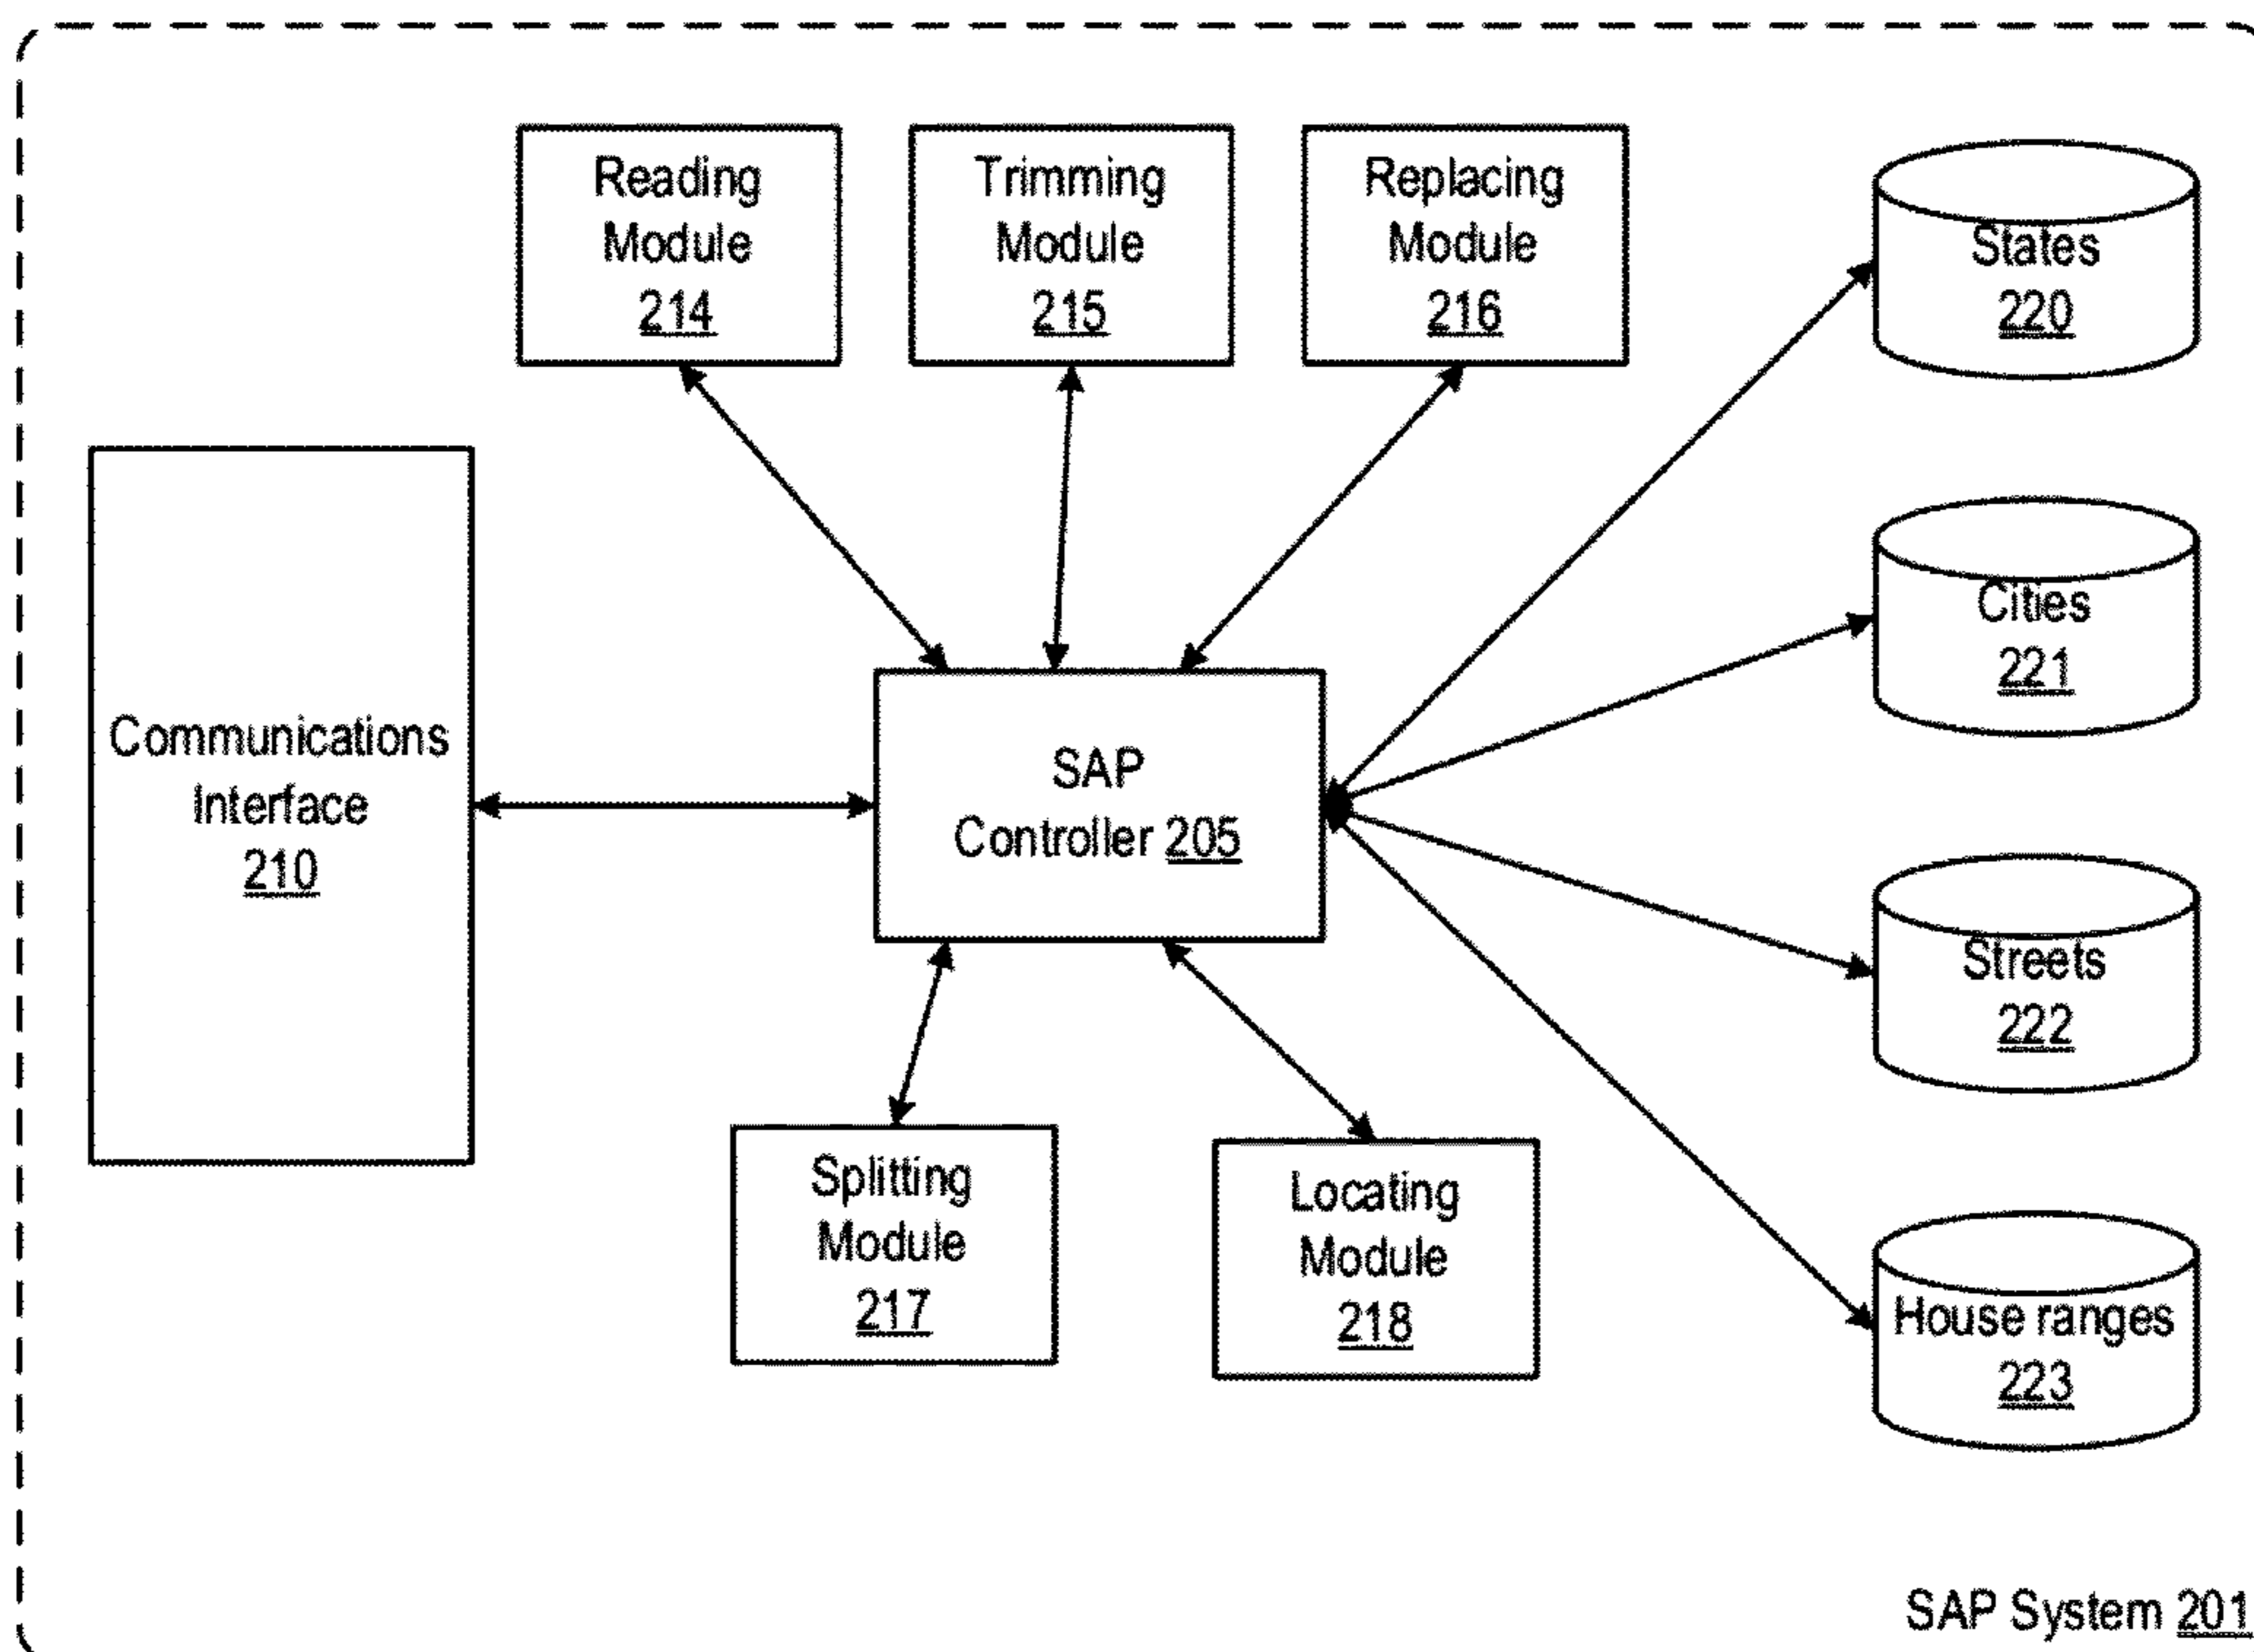 Reading
Module
214
Trimming
Module
215
Replacing
Module
216
States
220
Cities
221
Communications
Interface
210
SAP
Controller 205
Streets
222
Splitting
Module
217
Locating
Module
218
House ranges
223
SAP System 201